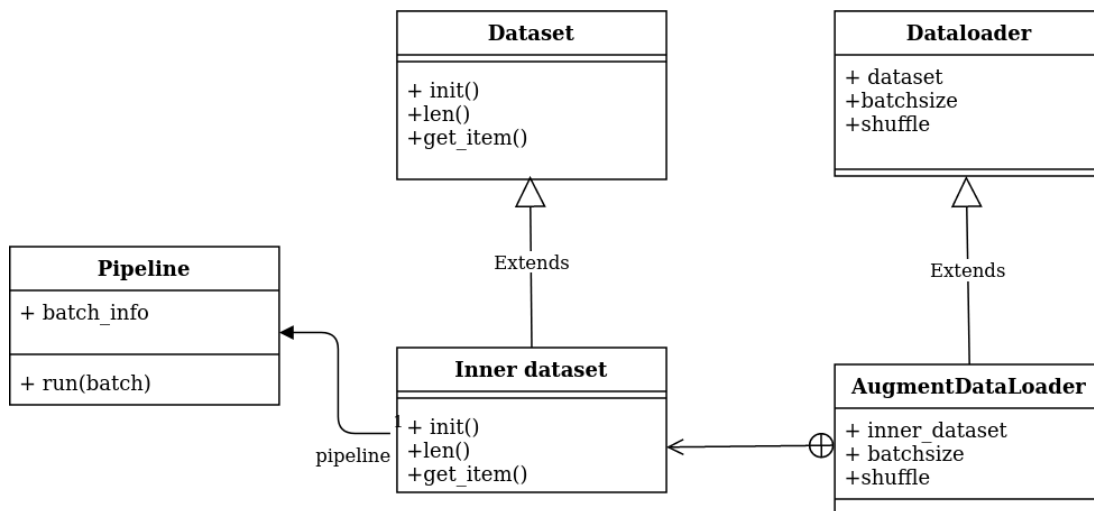 Dataset
+ init()
+len()
+get_item()
Dataloader
+ dataset
+batchsize
+shuffle
Extends
Extends
Pipeline
+ batch_info
+ run(batch)
1
pipeline
Inner dataset
+ init()
+len()
+get_item()
AugmentDataLoader
+ inner_dataset
+ batchsize
+shuffle